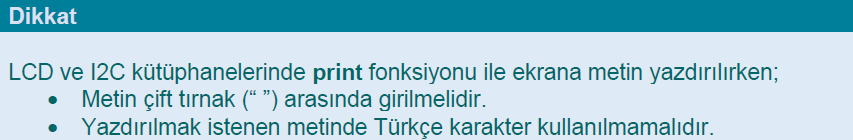 Dikkat
LCD ve I2C kütüphanelerinde print fonksiyonu ile ekrana metin yazdırılırken;
• Metin çift tırnak (“ ”) arasında girilmelidir.
• Yazdırılmak istenen metinde Türkçe karakter kullanılmamalıdır.